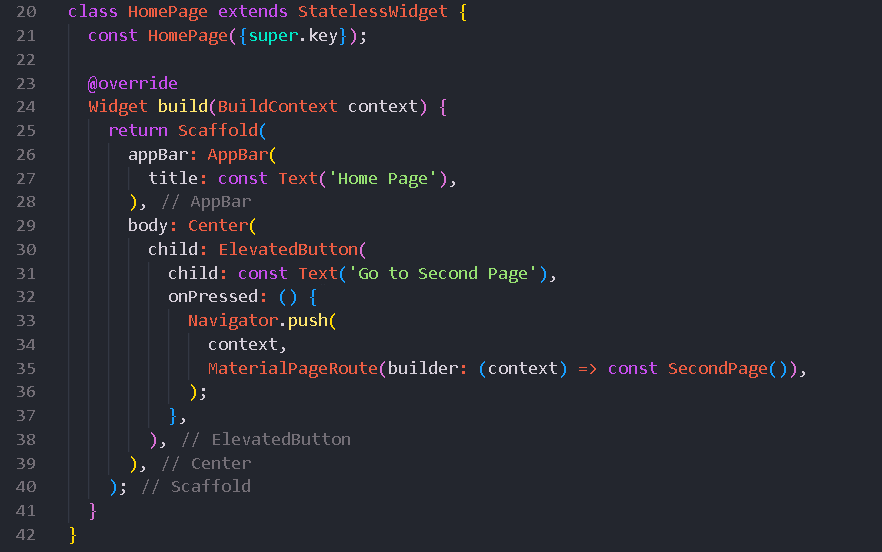 20 class HomePage extends StatelessWidget {
21   const HomePage({super.key});
22
23   @override
24   Widget build(BuildContext context) {
25     return Scaffold(
26       appBar: AppBar(
27         title: const Text('Home Page'),
28       ), // AppBar
29       body: Center(
30         child: ElevatedButton(
31           child: const Text('Go to Second Page'),
32           onPressed: () {
33             Navigator.push(
34               context,
35               MaterialPageRoute(builder: (context) => const SecondPage()),
36             );
37           },
38         ), // ElevatedButton
39       ), // Center
40     ); // Scaffold
41   }
42 }